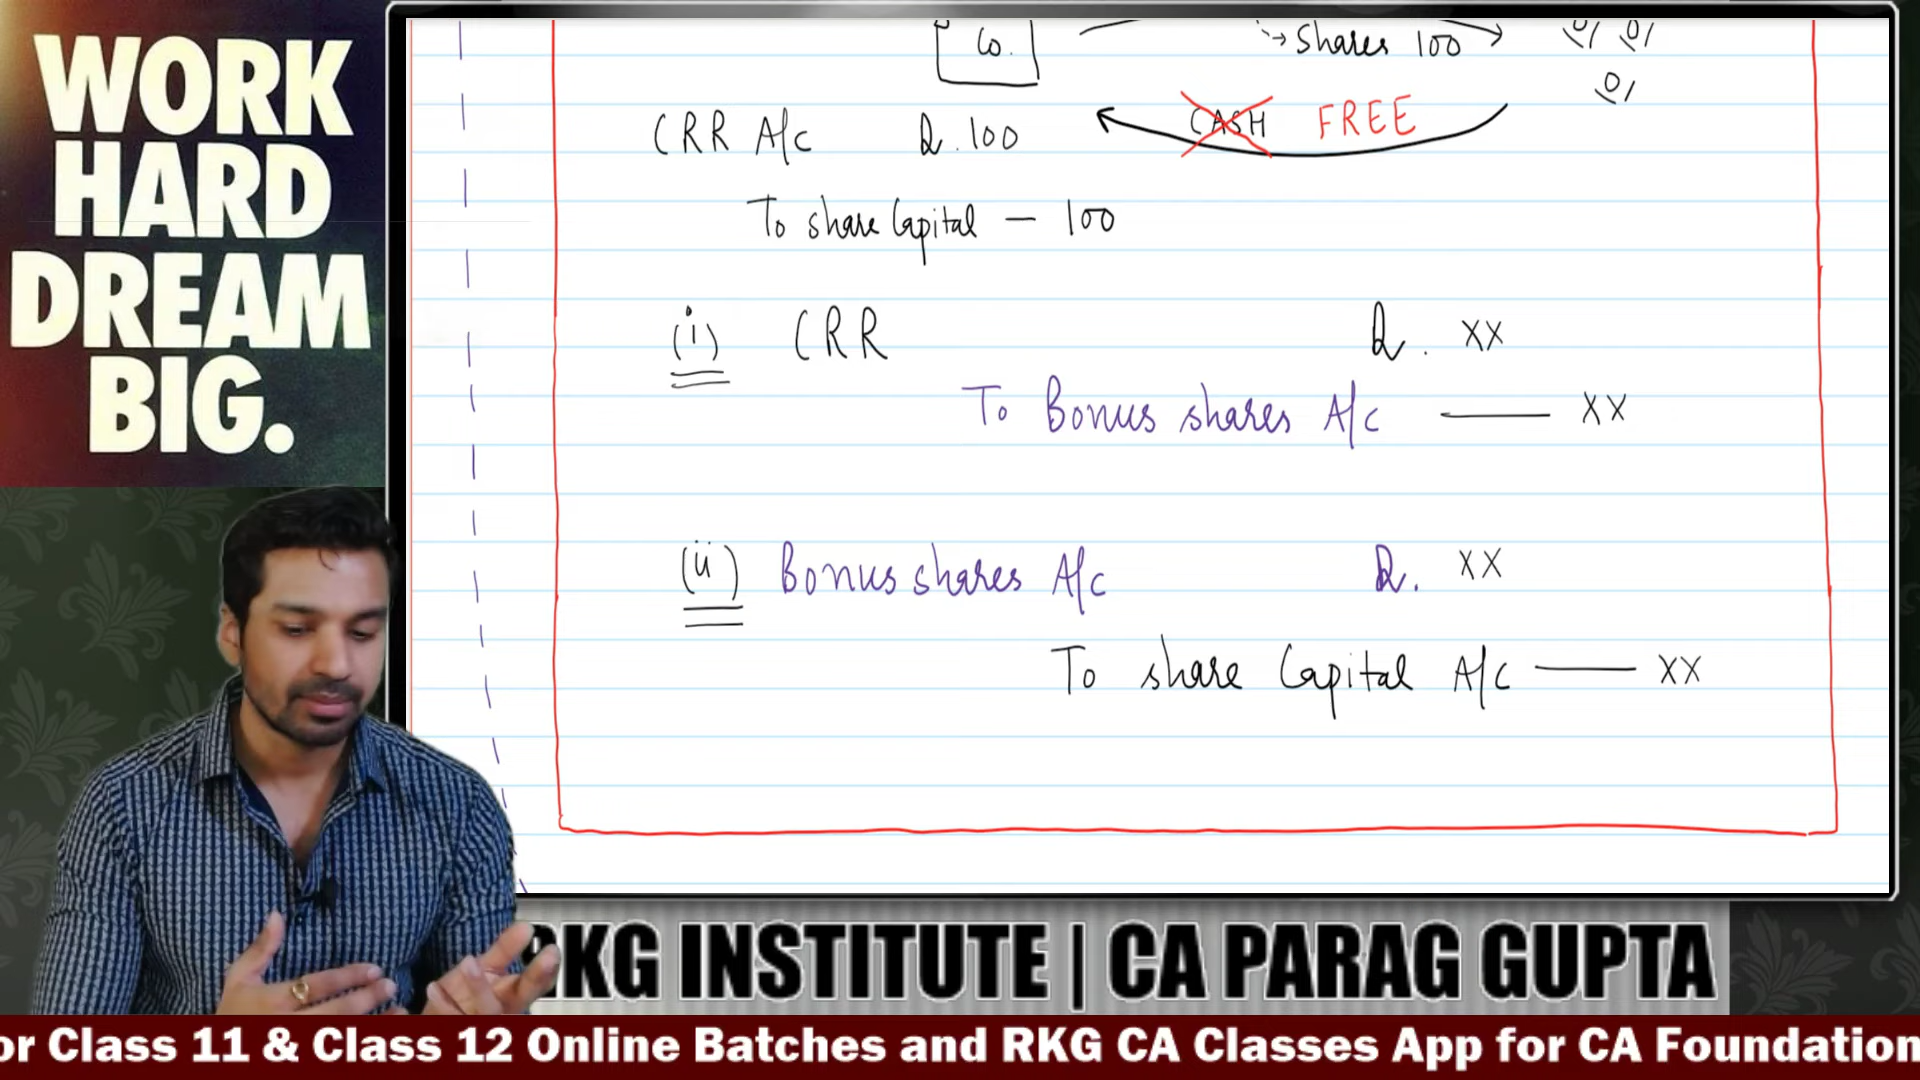 WORK
HARD
DREAM
BIG.
Co.
Shares 100
CASH FREE
CRR A/c Dr. 100
To share Capital — 100
(i) CRR Dr. xx
To Bonus shares A/c —— xx
(ii) Bonus shares A/c Dr. xx
To share Capital A/c —— xx
RKG INSTITUTE | CA PARAG GUPTA
or Class 11 & Class 12 Online Batches and RKG CA Classes App for CA Foundation